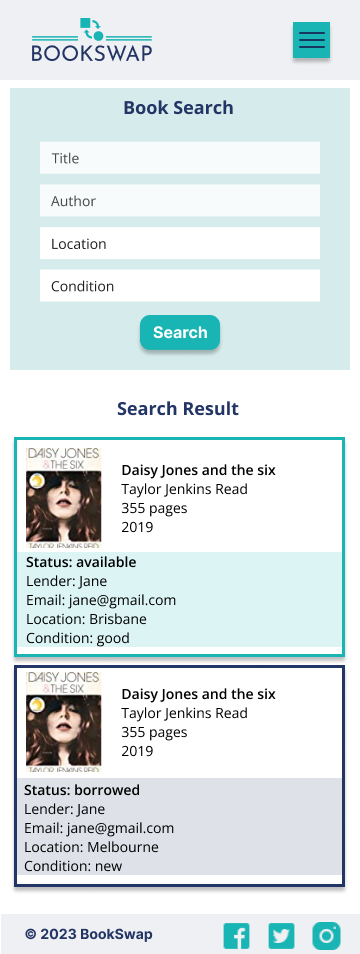 BOOKSWAP
Book Search
Title
Author
Location
Condition
Search
Search Result
DAISY JONES
& THE SIX
TAYLOR JENKINS REID
Daisy Jones and the six
Taylor Jenkins Read
355 pages
2019
Status: available
Lender: Jane
Email: jane@gmail.com
Location: Brisbane
Condition: good
DAISY JONES
& THE SIX
TAYLOR JENKINS REID
Daisy Jones and the six
Taylor Jenkins Read
355 pages
2019
Status: borrowed
Lender: Jane
Email: jane@gmail.com
Location: Melbourne
Condition: new
© 2023 BookSwap